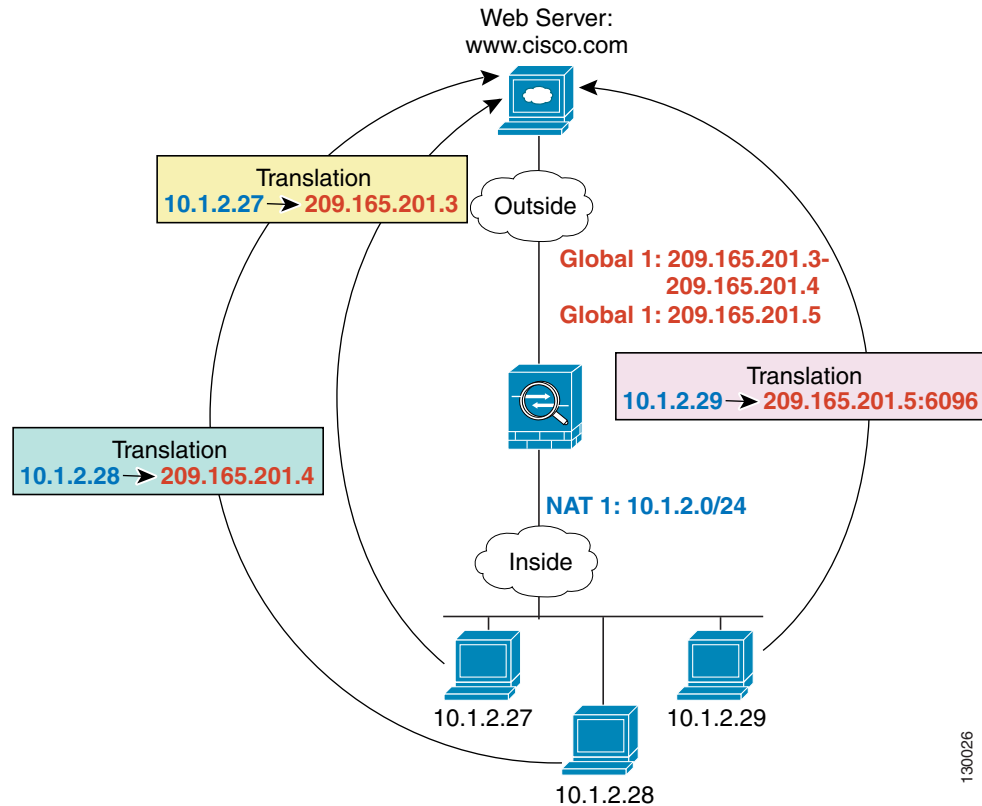 Web Server:
www.cisco.com
Translation
10.1.2.27 → 209.165.201.3
Outside
Global 1: 209.165.201.3-
209.165.201.4
Global 1: 209.165.201.5
Translation
10.1.2.29 → 209.165.201.5:6096
Translation
10.1.2.28 → 209.165.201.4
NAT 1: 10.1.2.0/24
Inside
10.1.2.27
10.1.2.29
10.1.2.28
130026